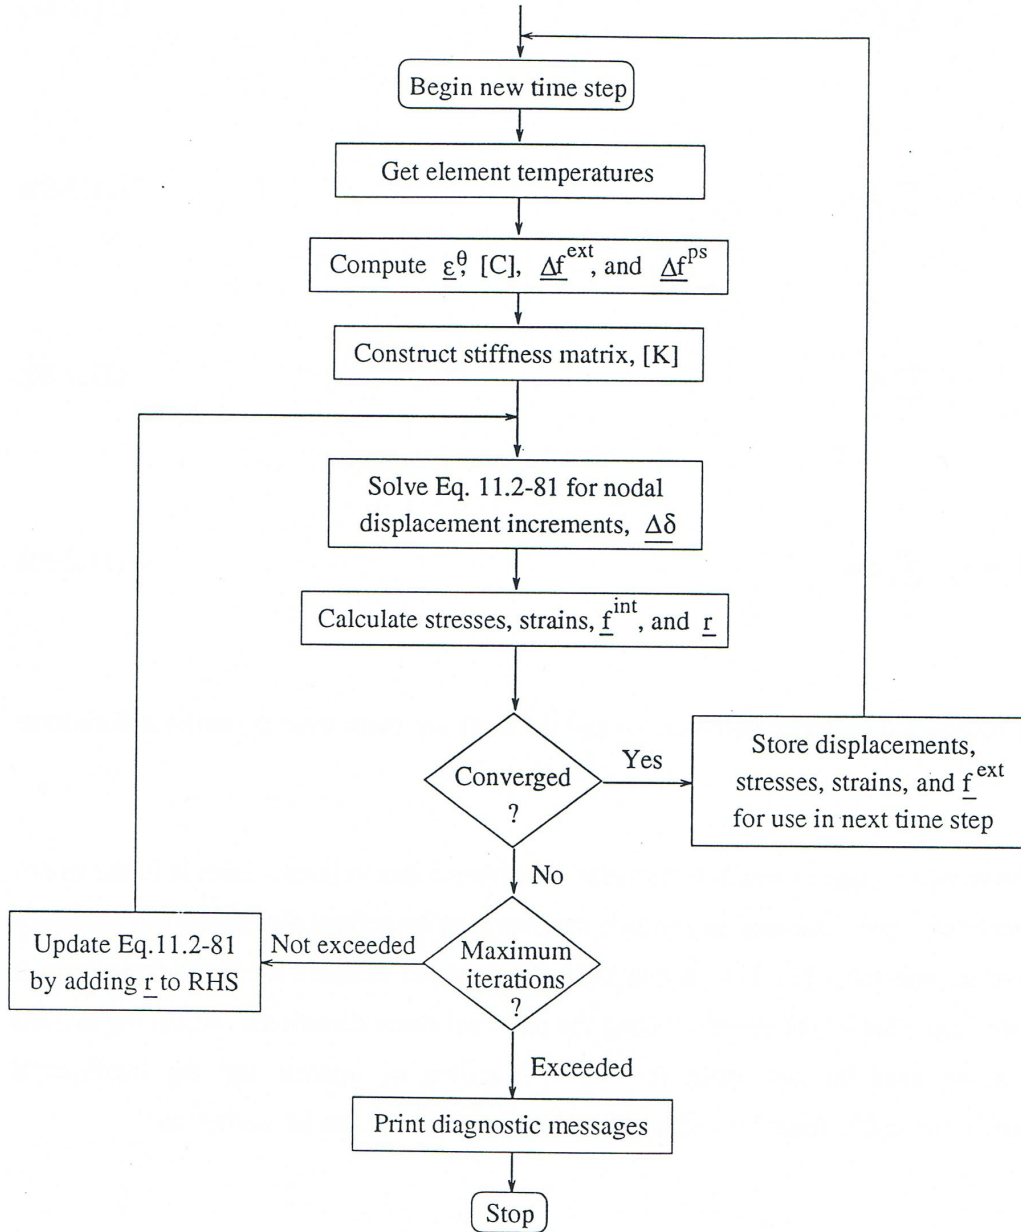 Begin new time step
Get element temperatures
Compute ε^θ, [C], Δf^ext, and Δf^ps
Construct stiffness matrix, [K]
Solve Eq. 11.2-81 for nodal
displacement increments, Δδ
Calculate stresses, strains, f^int, and r
Converged
?
Yes
Store displacements,
stresses, strains, and f^ext
for use in next time step
No
Maximum
iterations
?
Not exceeded
Update Eq.11.2-81
by adding r to RHS
Exceeded
Print diagnostic messages
Stop